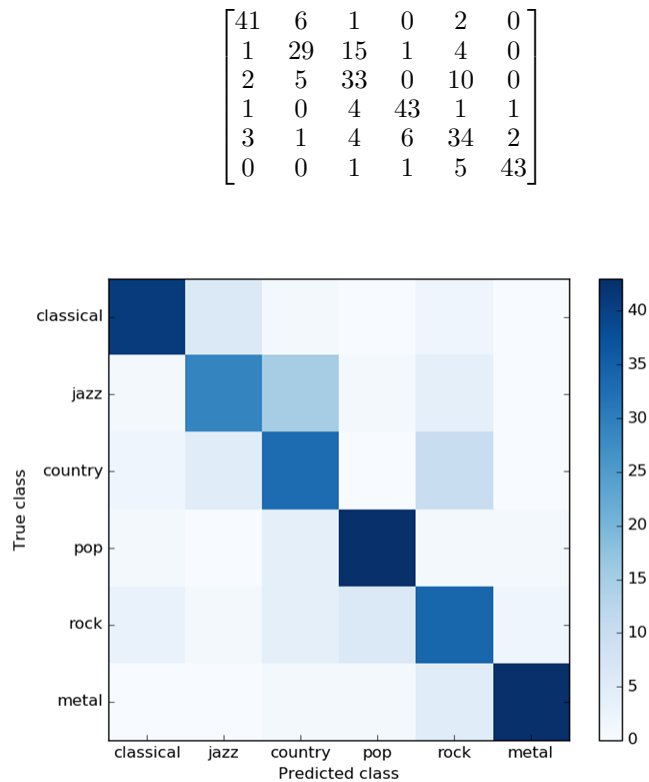 41 6 1 0 2 0
1 29 15 1 4 0
2 5 33 0 10 0
1 0 4 43 1 1
3 1 4 6 34 2
0 0 1 1 5 43
classical
jazz
country
pop
rock
metal
True class
classical jazz country pop rock metal
Predicted class
40
35
30
25
20
15
10
5
0